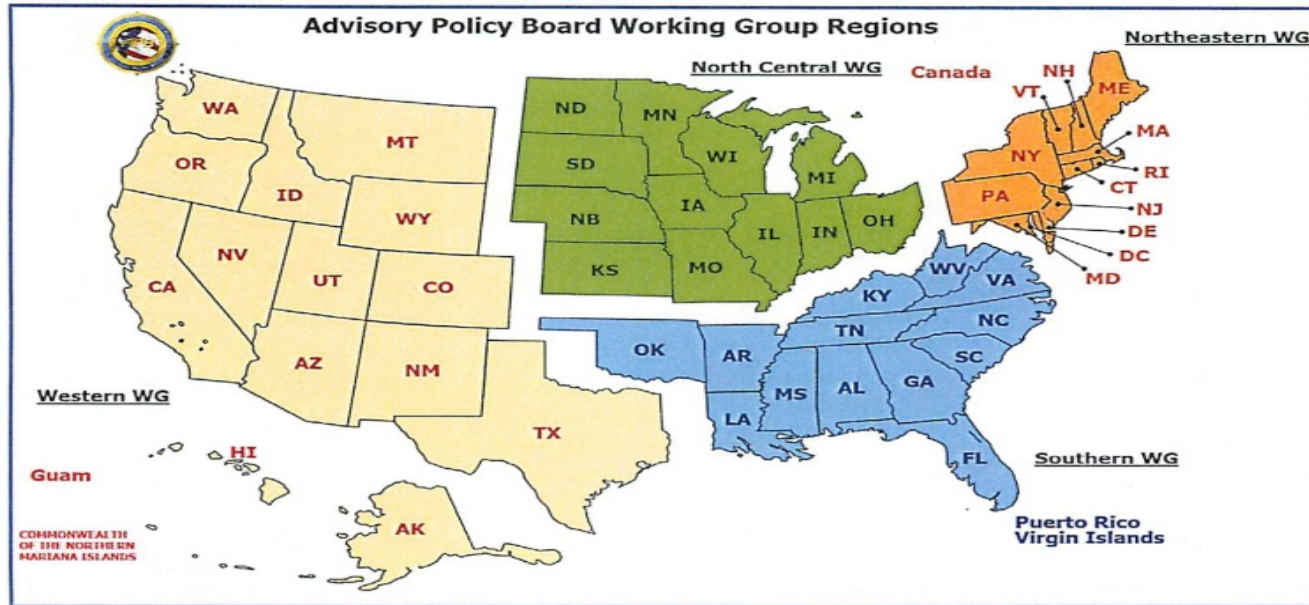 Advisory Policy Board Working Group Regions
Northeastern WG
North Central WG
Canada
NH
VT
ME
WA
MT
ND
MN
MA
OR
SD
WI
NY
RI
ID
MI
CT
WY
PA
NJ
NB
IA
OH
DE
NV
IL
IN
DC
UT
CO
KS
MO
WV
VA
MD
CA
KY
NC
TN
AZ
NM
OK
AR
SC
MS
AL
GA
Western WG
LA
TX
HI
FL
Southern WG
Guam
AK
Puerto Rico
Virgin Islands
COMMONWEALTH
OF THE NORTHERN
MARIANA ISLANDS